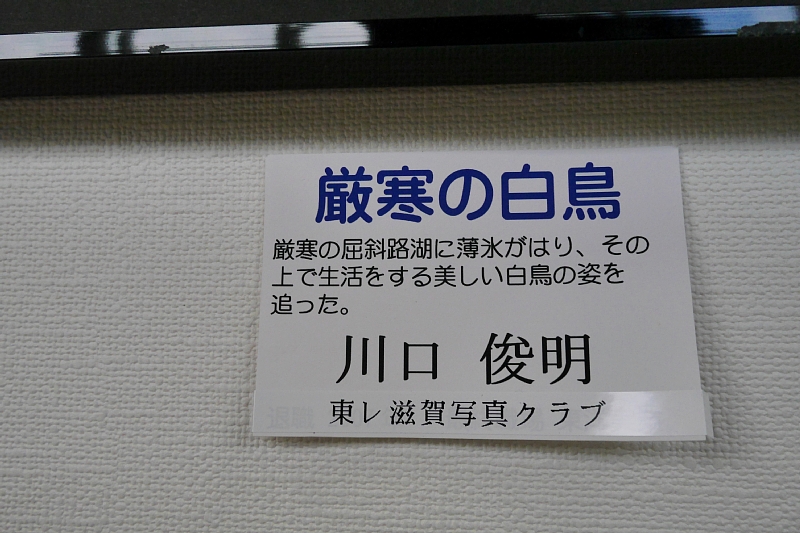 厳寒の白鳥
厳寒の屈斜路湖に薄氷がはり、その
上で生活をする美しい白鳥の姿を
追った。
川口 俊明
東レ滋賀写真クラブ